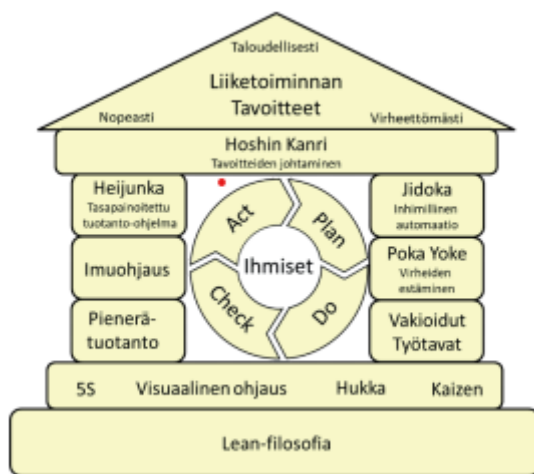 Taloudellisesti
Liiketoiminnan
Tavoitteet
Nopeasti
Virheettömästi
Hoshin Kanri
Tavoitteiden johtaminen
Heijunka
Tasapainoitettu
tuotanto-ohjelma
Imuohjaus
Pienerä-
tuotanto
Act
Plan
Ihmiset
Check
Do
Jidoka
Inhimillinen
automaatio
Poka Yoke
Virheiden
estäminen
Vakioidut
Työtavat
5S Visuaalinen ohjaus Hukka Kaizen
Lean-filosofia